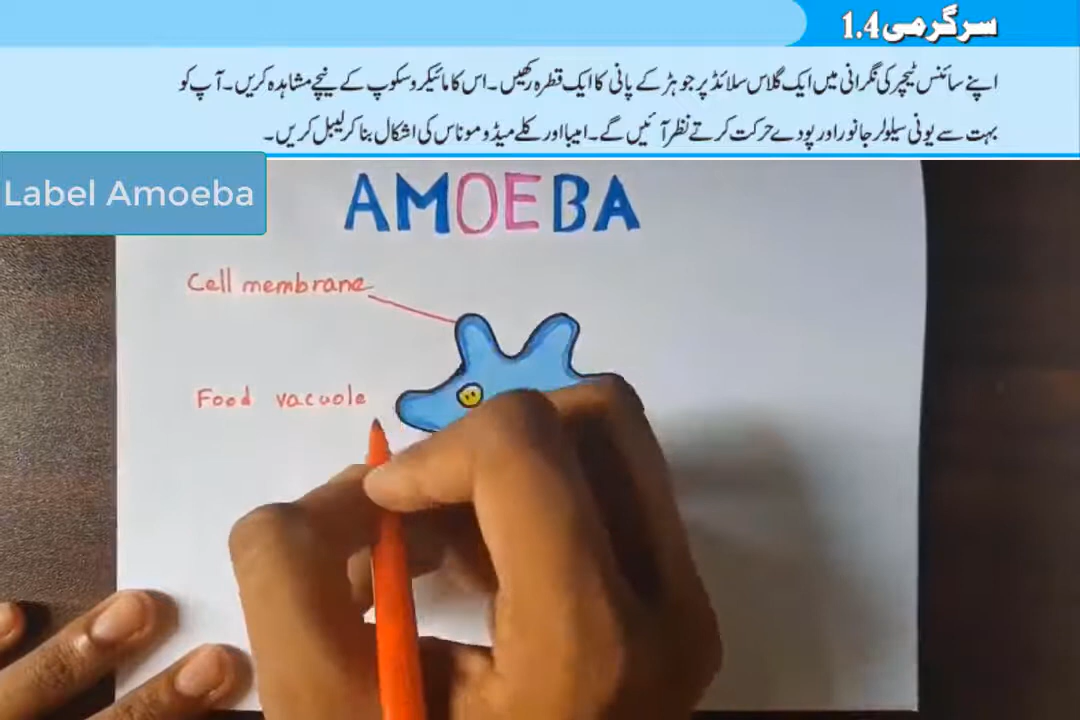 سرگرمی 1.4
اپنے سائنس ٹیچر کی نگرانی میں ایک گلاس سلائڈ پر جوہڑ کے پانی کا ایک قطرہ رکھیں۔ اس کا مائیکروسکوپ کے نیچے مشاہدہ کریں۔ آپ کو
بہت سے یونی سیلولر جانور اور پودے حرکت کرتے نظر آئیں گے۔ امیبا اور کلے میڈوموناس کی اشکال بنا کر لیبل کریں۔
Label Amoeba
AMOEBA
Cell membrane
Food vacuole